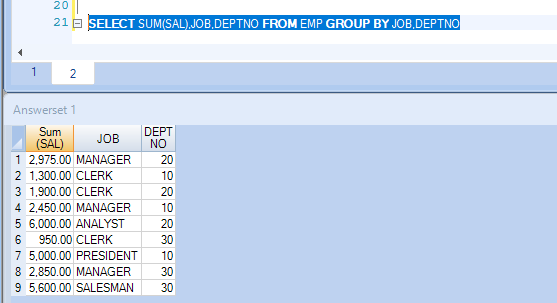 20
21 SELECT SUM(SAL),JOB,DEPTNO FROM EMP GROUP BY JOB,DEPTNO
1 2
Answerset 1
Sum (SAL) JOB DEPT NO
1 2,975.00 MANAGER 20
2 1,300.00 CLERK 10
3 1,900.00 CLERK 20
4 2,450.00 MANAGER 10
5 6,000.00 ANALYST 20
6 950.00 CLERK 30
7 5,000.00 PRESIDENT 10
8 2,850.00 MANAGER 30
9 5,600.00 SALESMAN 30